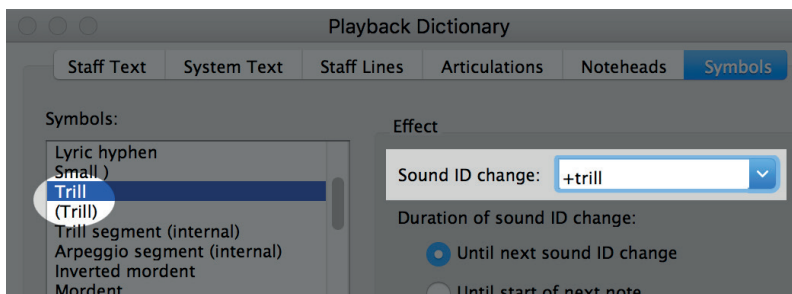 Playback Dictionary
Staff Text System Text Staff Lines Articulations Noteheads Symbols
Symbols:
Lyric hyphen
Small )
Trill
(Trill)
Trill segment (internal)
Arpeggio segment (internal)
Inverted mordent
Mordent
Effect
Sound ID change: +trill
Duration of sound ID change:
Until next sound ID change
Until start of next note